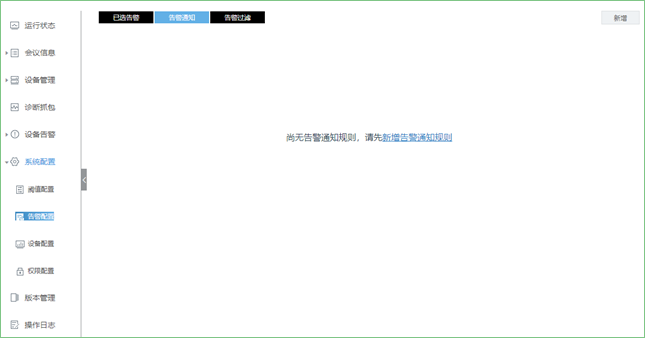 运行状态
会议信息
设备管理
诊断抓包
设备告警
系统配置
阈值配置
告警配置
设备配置
权限配置
版本管理
操作日志
已选告警 告警通知 告警过滤 新增
尚无告警通知规则，请先新增告警通知规则